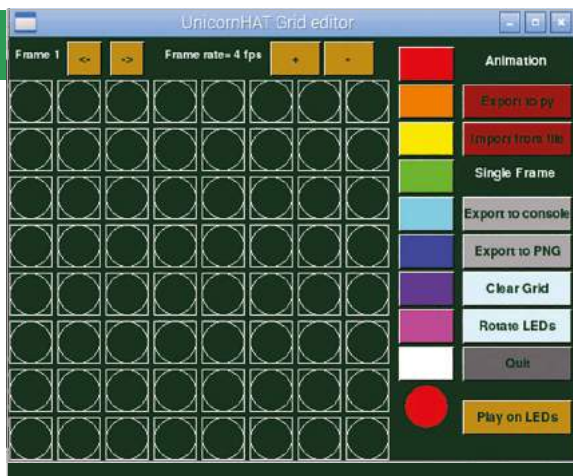 UnicornHAT Grid editor
Frame 1 <- -> Frame rate= 4 fps + -
Animation
Export to py
Import from file
Single Frame
Export to console
Export to PNG
Clear Grid
Rotate LEDs
Quit
Play on LEDs